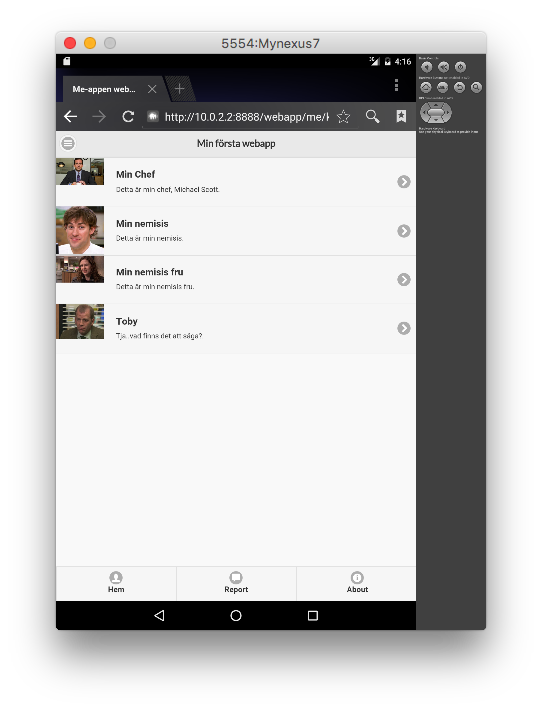 5554:Mynexus7
3G
4:16
Me-appen web...
http://10.0.2.2:8888/webapp/me/k
Min första webapp
Min Chef
Detta är min chef, Michael Scott.
Min nemisis
Detta är min nemisis.
Min nemisis fru
Detta är min nemisis fru.
Toby
Tja, vad finns det att säga?
Hem
Report
About